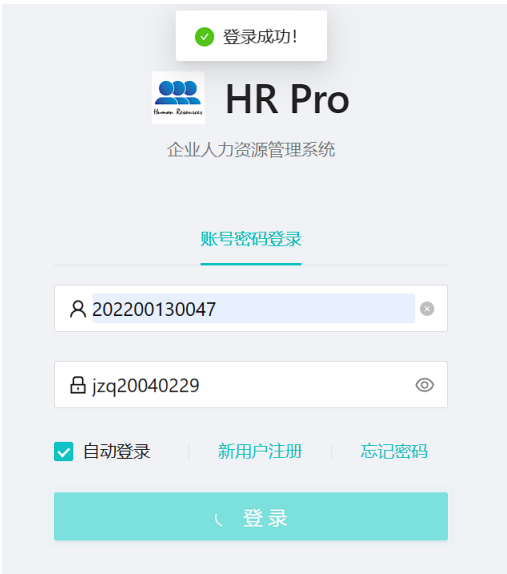 登录成功！
HR Pro
Human Resources
企业人力资源管理系统
账号密码登录
202200130047
jzq20040229
自动登录 新用户注册 忘记密码
登 录